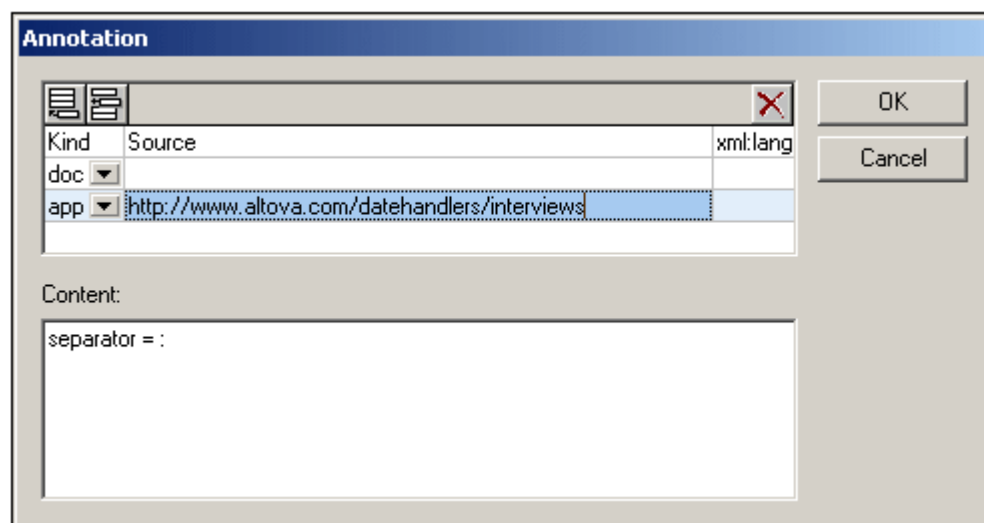 Annotation
OK
Kind Source xml:lang
Cancel
doc
app http://www.altova.com/datehandlers/interviews
Content:
separator = :